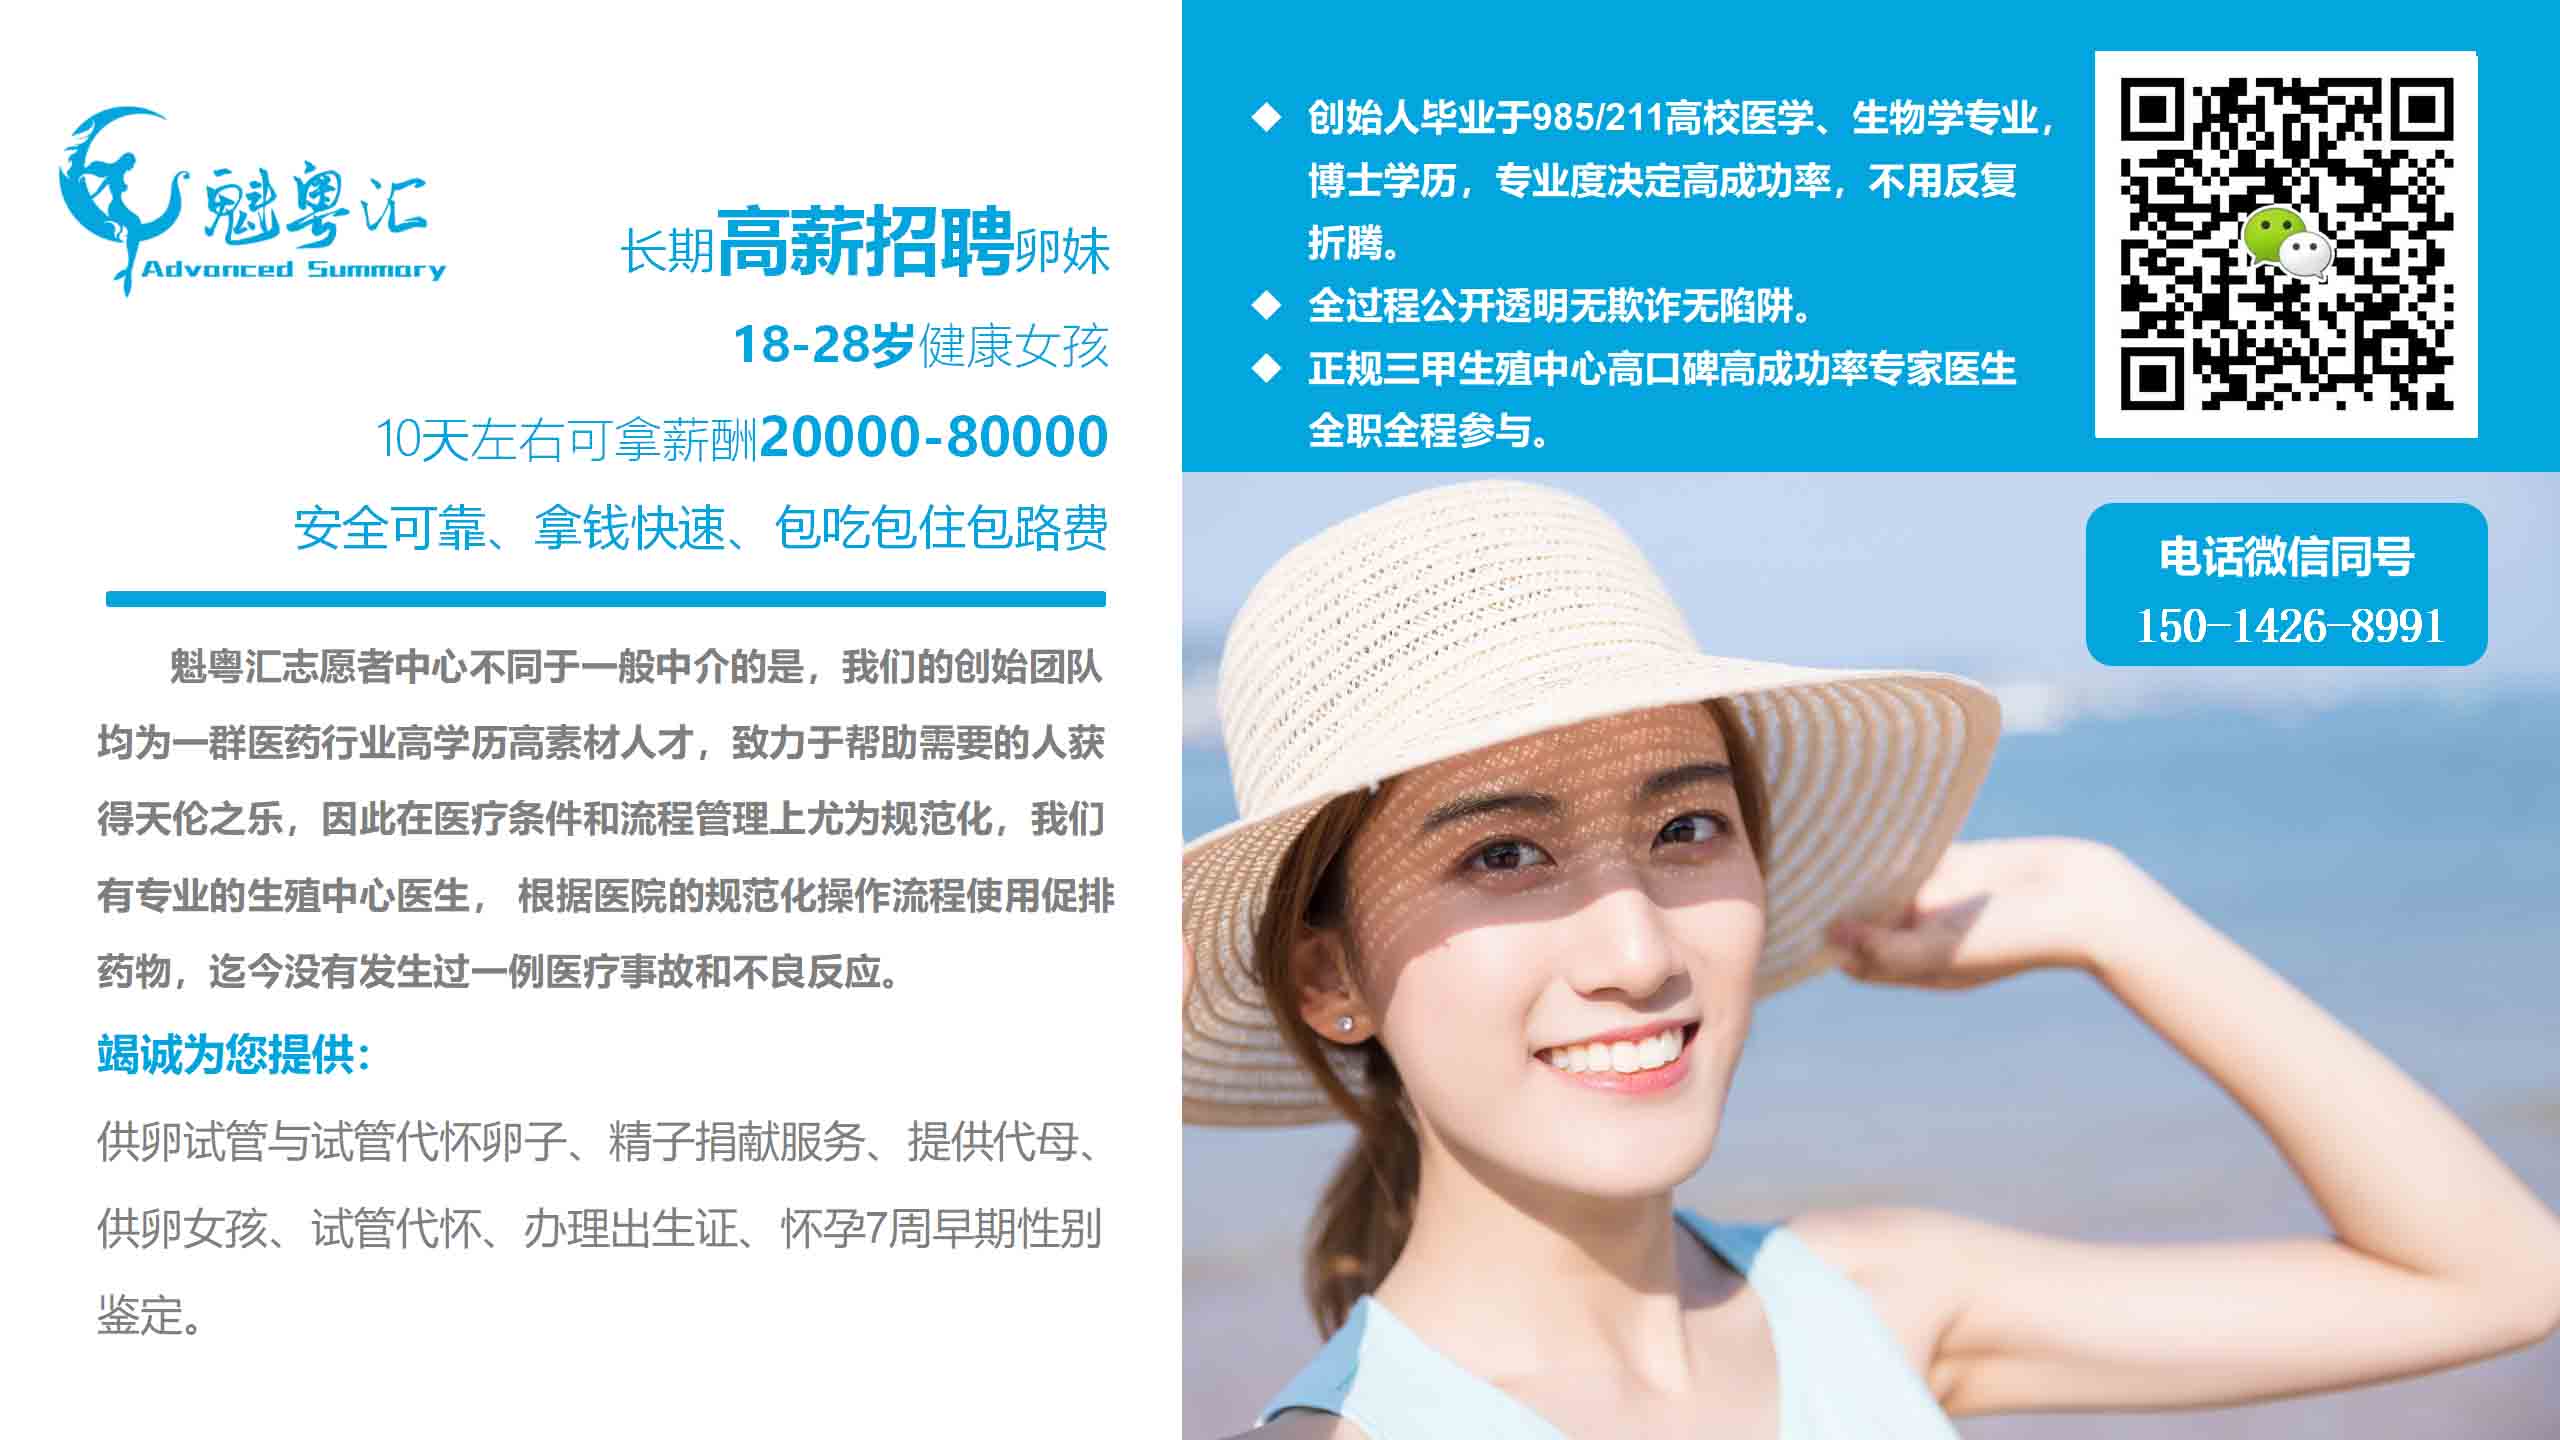 魁粤汇
Advanced Summary
长期高薪招聘卵妹
18-28岁健康女孩
10天左右可拿薪酬20000-80000
安全可靠、拿钱快速、包吃包住包路费
魁粤汇志愿者中心不同于一般中介的是，我们的创始团队
均为一群医药行业高学历高素材人才，致力于帮助需要的人获
得天伦之乐，因此在医疗条件和流程管理上尤为规范化，我们
有专业的生殖中心医生， 根据医院的规范化操作流程使用促排
药物，迄今没有发生过一例医疗事故和不良反应。
竭诚为您提供：
供卵试管与试管代怀卵子、精子捐献服务、提供代母、
供卵女孩、试管代怀、办理出生证、怀孕7周早期性别
鉴定。
◆ 创始人毕业于985/211高校医学、生物学专业，
博士学历，专业度决定高成功率，不用反复
折腾。
◆ 全过程公开透明无欺诈无陷阱。
◆ 正规三甲生殖中心高口碑高成功率专家医生
全职全程参与。
电话微信同号
150-1426-8991